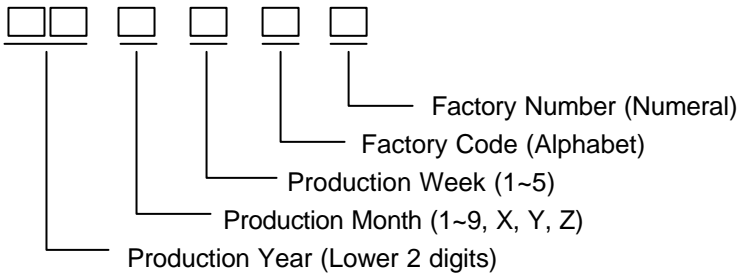 Factory Number (Numeral)
Factory Code (Alphabet)
Production Week (1~5)
Production Month (1~9, X, Y, Z)
Production Year (Lower 2 digits)